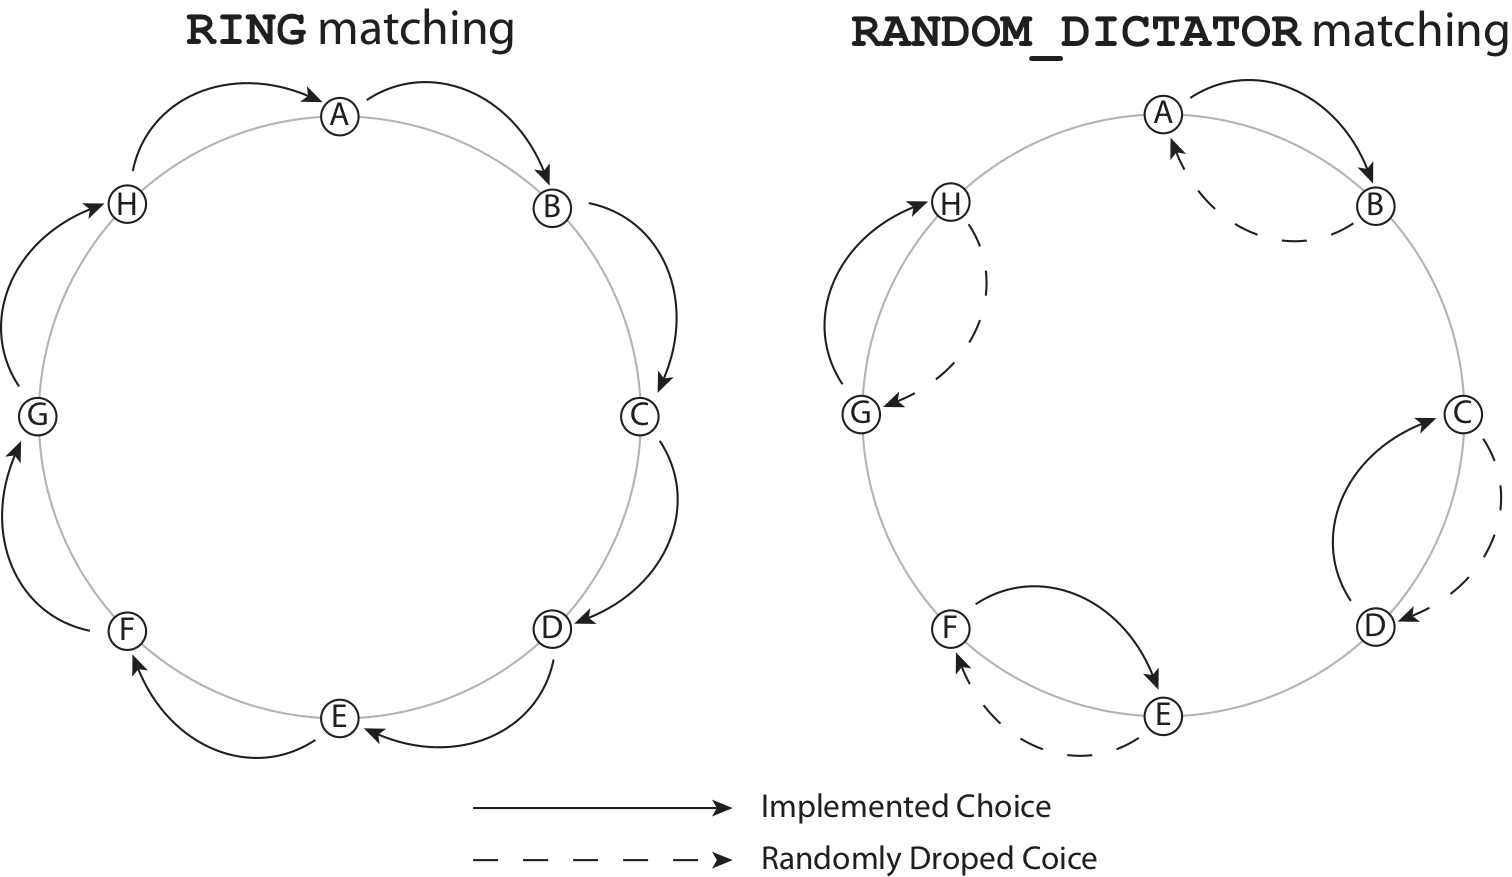 RING matching
RANDOM_DICTATOR matching
A
B
C
D
E
F
G
H
A
B
C
D
E
F
G
H
Implemented Choice
Randomly Droped Coice